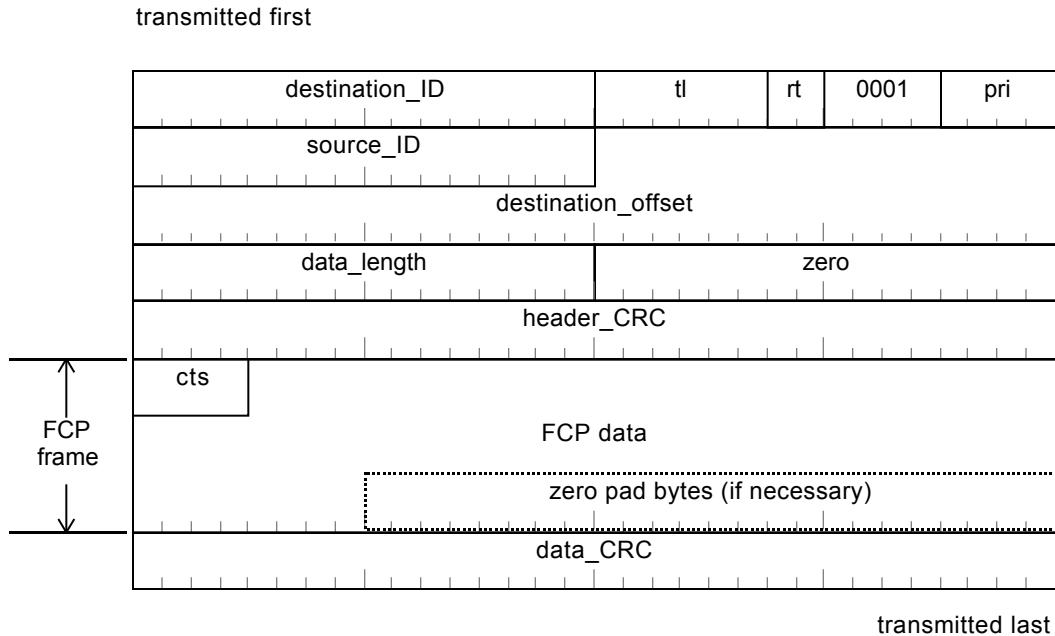 transmitted first
destination_ID tl rt 0001 pri
source_ID
destination_offset
data_length zero
header_CRC
cts
FCP
frame
FCP data
zero pad bytes (if necessary)
data_CRC
transmitted last